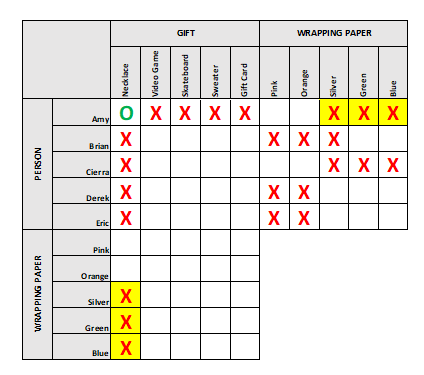 GIFT WRAPPING PAPER
Necklace Video Game Skateboard Sweater Gift Card Pink Orange Silver Green Blue
PERSON
Amy O X X X X X X X
Brian X X X X
Cierra X X X X
Derek X X X
Eric X X X
WRAPPING PAPER
Pink
Orange
Silver X
Green X
Blue X